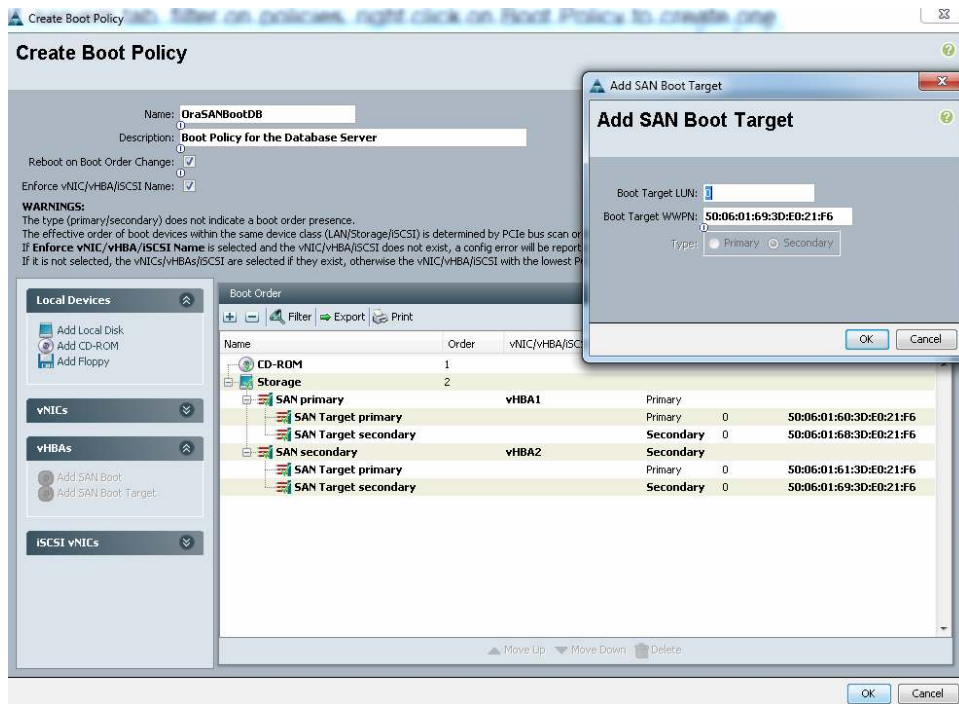 tab, filter on policies, right click on Boot Policy to create one
Create Boot Policy
Create Boot Policy
Name: OraSANBootDB
Description: Boot Policy for the Database Server
Reboot on Boot Order Change:
Enforce vNIC/vHBA/iSCSI Name:
WARNINGS:
The type (primary/secondary) does not indicate a boot order presence.
The effective order of boot devices within the same device class (LAN/Storage/iSCSI) is determined by PCIe bus scan or
If Enforce vNIC/vHBA/iSCSI Name is selected and the vNIC/vHBA/iSCSI does not exist, a config error will be report
If it is not selected, the vNICs/vHBAs/iSCSI are selected if they exist, otherwise the vNIC/vHBA/iSCSI with the lowest
Add SAN Boot Target
Add SAN Boot Target
Boot Target LUN: 0
Boot Target WWPN: 50:06:01:69:3D:E0:21:F6
Type: Primary Secondary
OK Cancel
Local Devices
Add Local Disk
Add CD-ROM
Add Floppy
vNICs
vHBAs
Add SAN Boot
Add SAN Boot Target
iSCSI vNICs
Boot Order
Filter Export Print
Name Order vNIC/vHBA/iSC
CD-ROM 1
Storage 2
SAN primary vHBA1 Primary
SAN Target primary Primary 0 50:06:01:60:3D:E0:21:F6
SAN Target secondary Secondary 0 50:06:01:68:3D:E0:21:F6
SAN secondary vHBA2 Secondary
SAN Target primary Primary 0 50:06:01:61:3D:E0:21:F6
SAN Target secondary Secondary 0 50:06:01:69:3D:E0:21:F6
Move Up Move Down Delete
OK Cancel